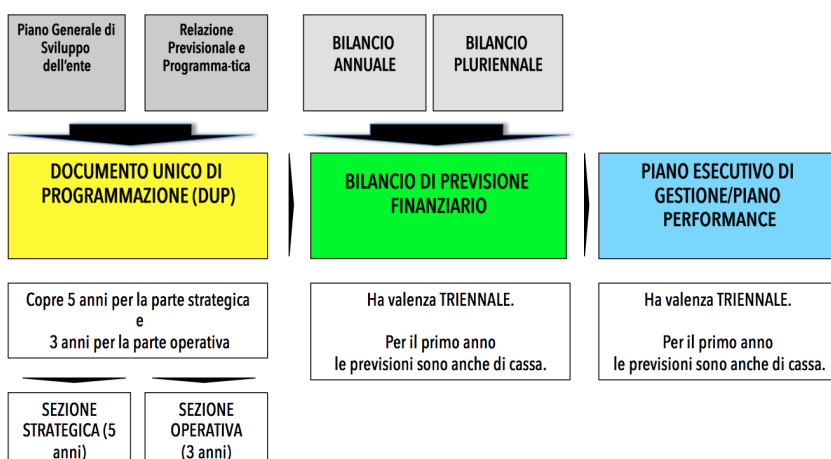 Piano Generale di
Sviluppo
dell'ente
Relazione
Previsionale e
Programma-tica
BILANCIO
ANNUALE
BILANCIO
PLURIENNALE
DOCUMENTO UNICO DI
PROGRAMMAZIONE (DUP)
BILANCIO DI PREVISIONE
FINANZIARIO
PIANO ESECUTIVO DI
GESTIONE/PIANO
PERFORMANCE
Copre 5 anni per la parte strategica
e
3 anni per la parte operativa
Ha valenza TRIENNALE.
Per il primo anno
le previsioni sono anche di cassa.
Ha valenza TRIENNALE.
Per il primo anno
le previsioni sono anche di cassa.
SEZIONE
STRATEGICA (5
anni)
SEZIONE
OPERATIVA
(3 anni)